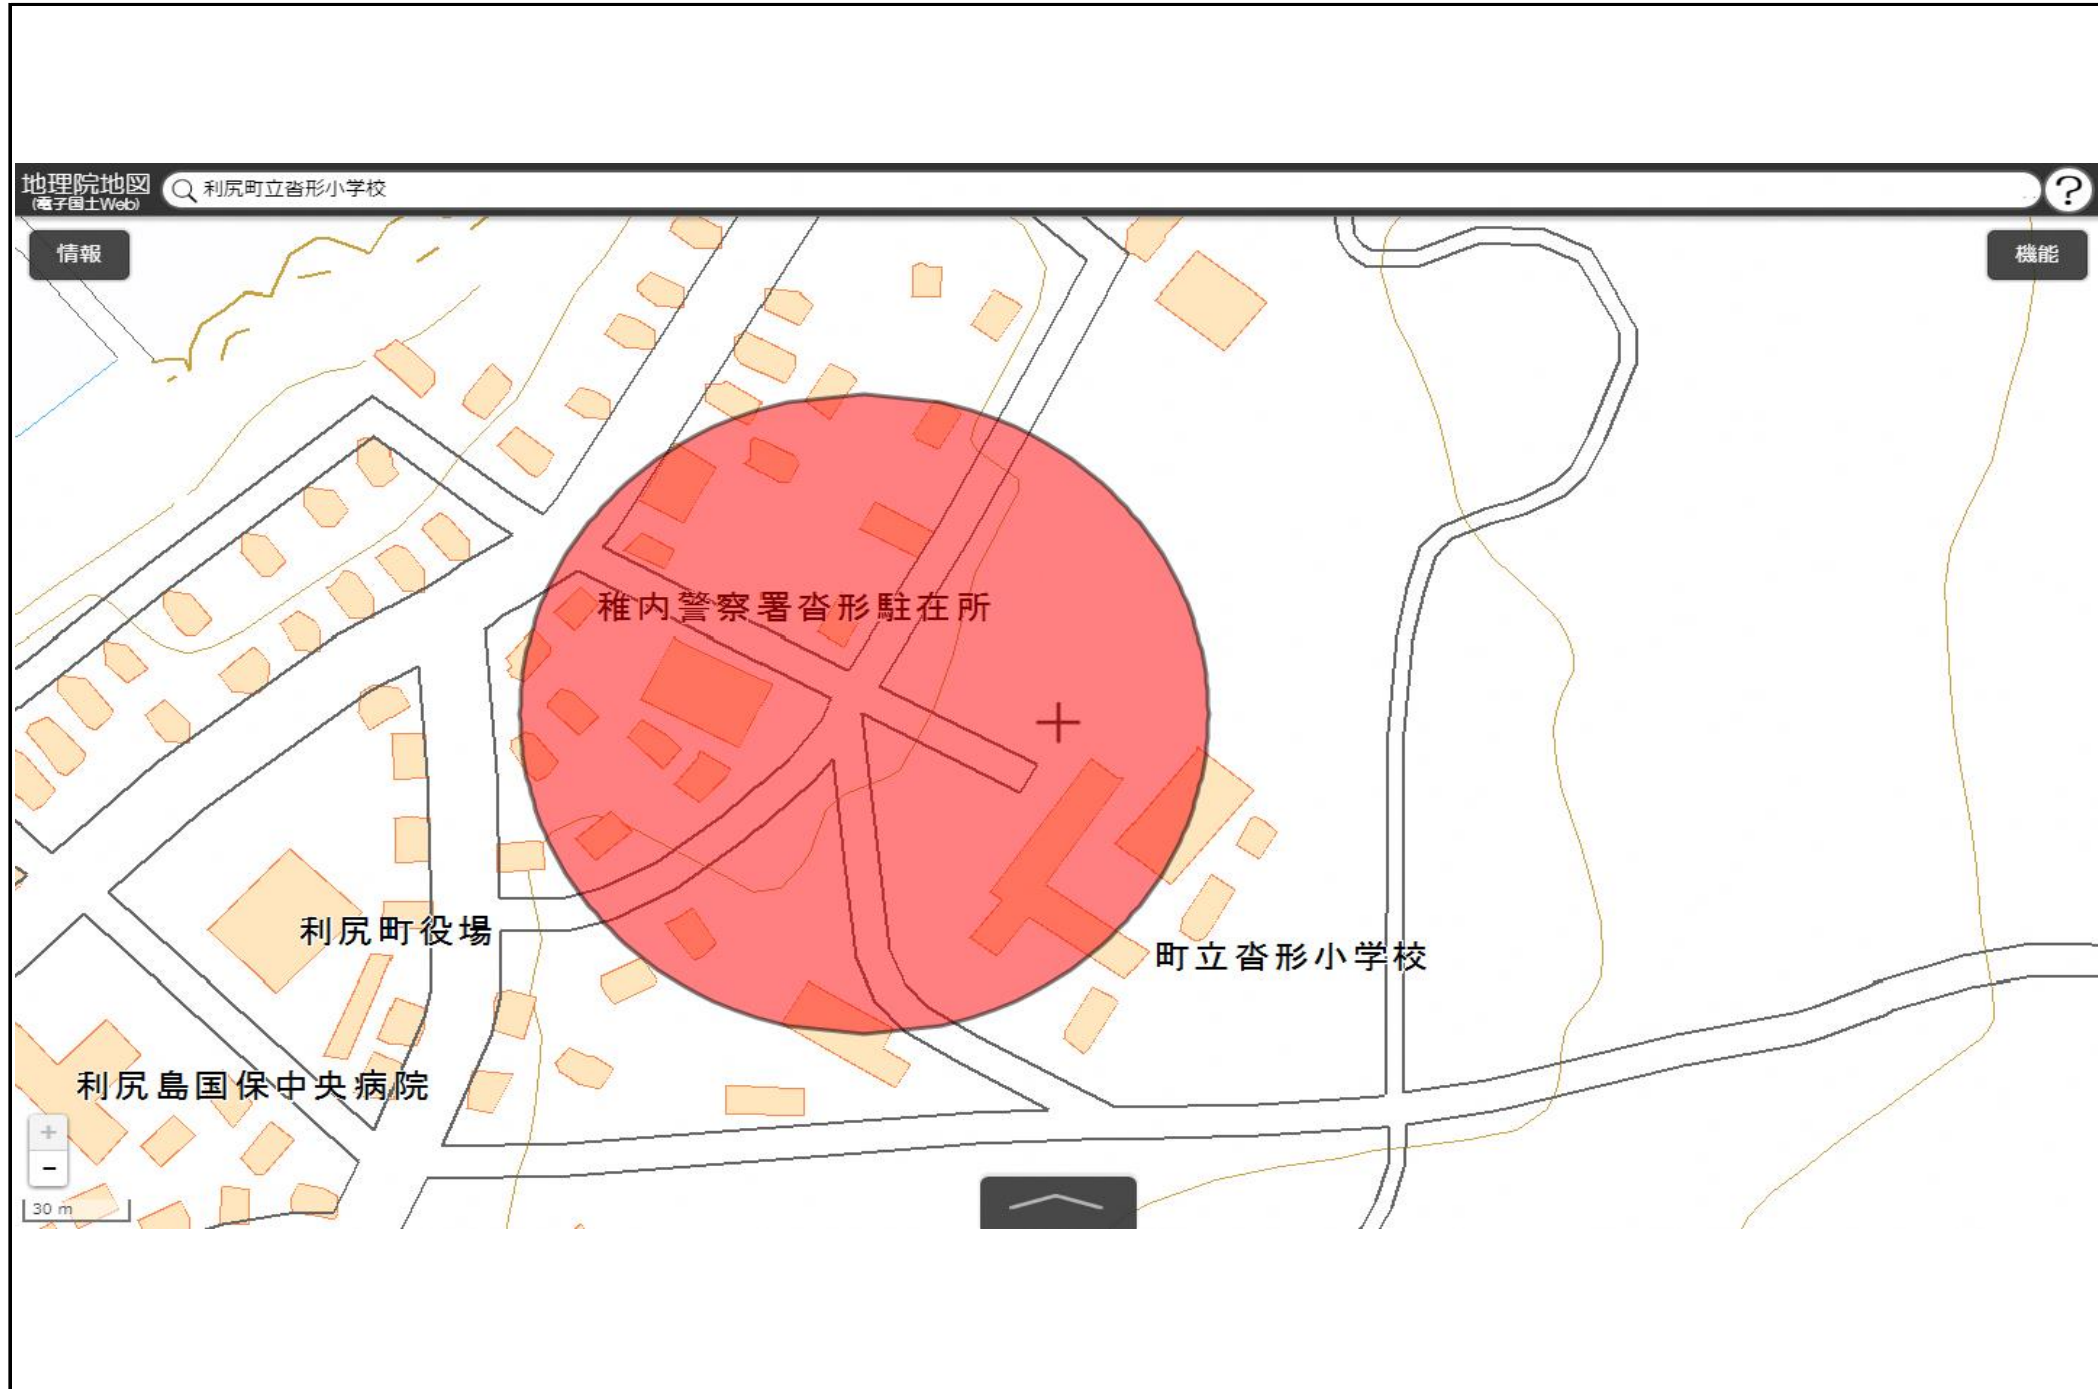 地理院地図
(電子国土Web)
利尻町立沓形小学校
?
情報
機能
稚内警察署沓形駐在所
利尻町役場
町立沓形小学校
利尻島国保中央病院
+
−
30 m